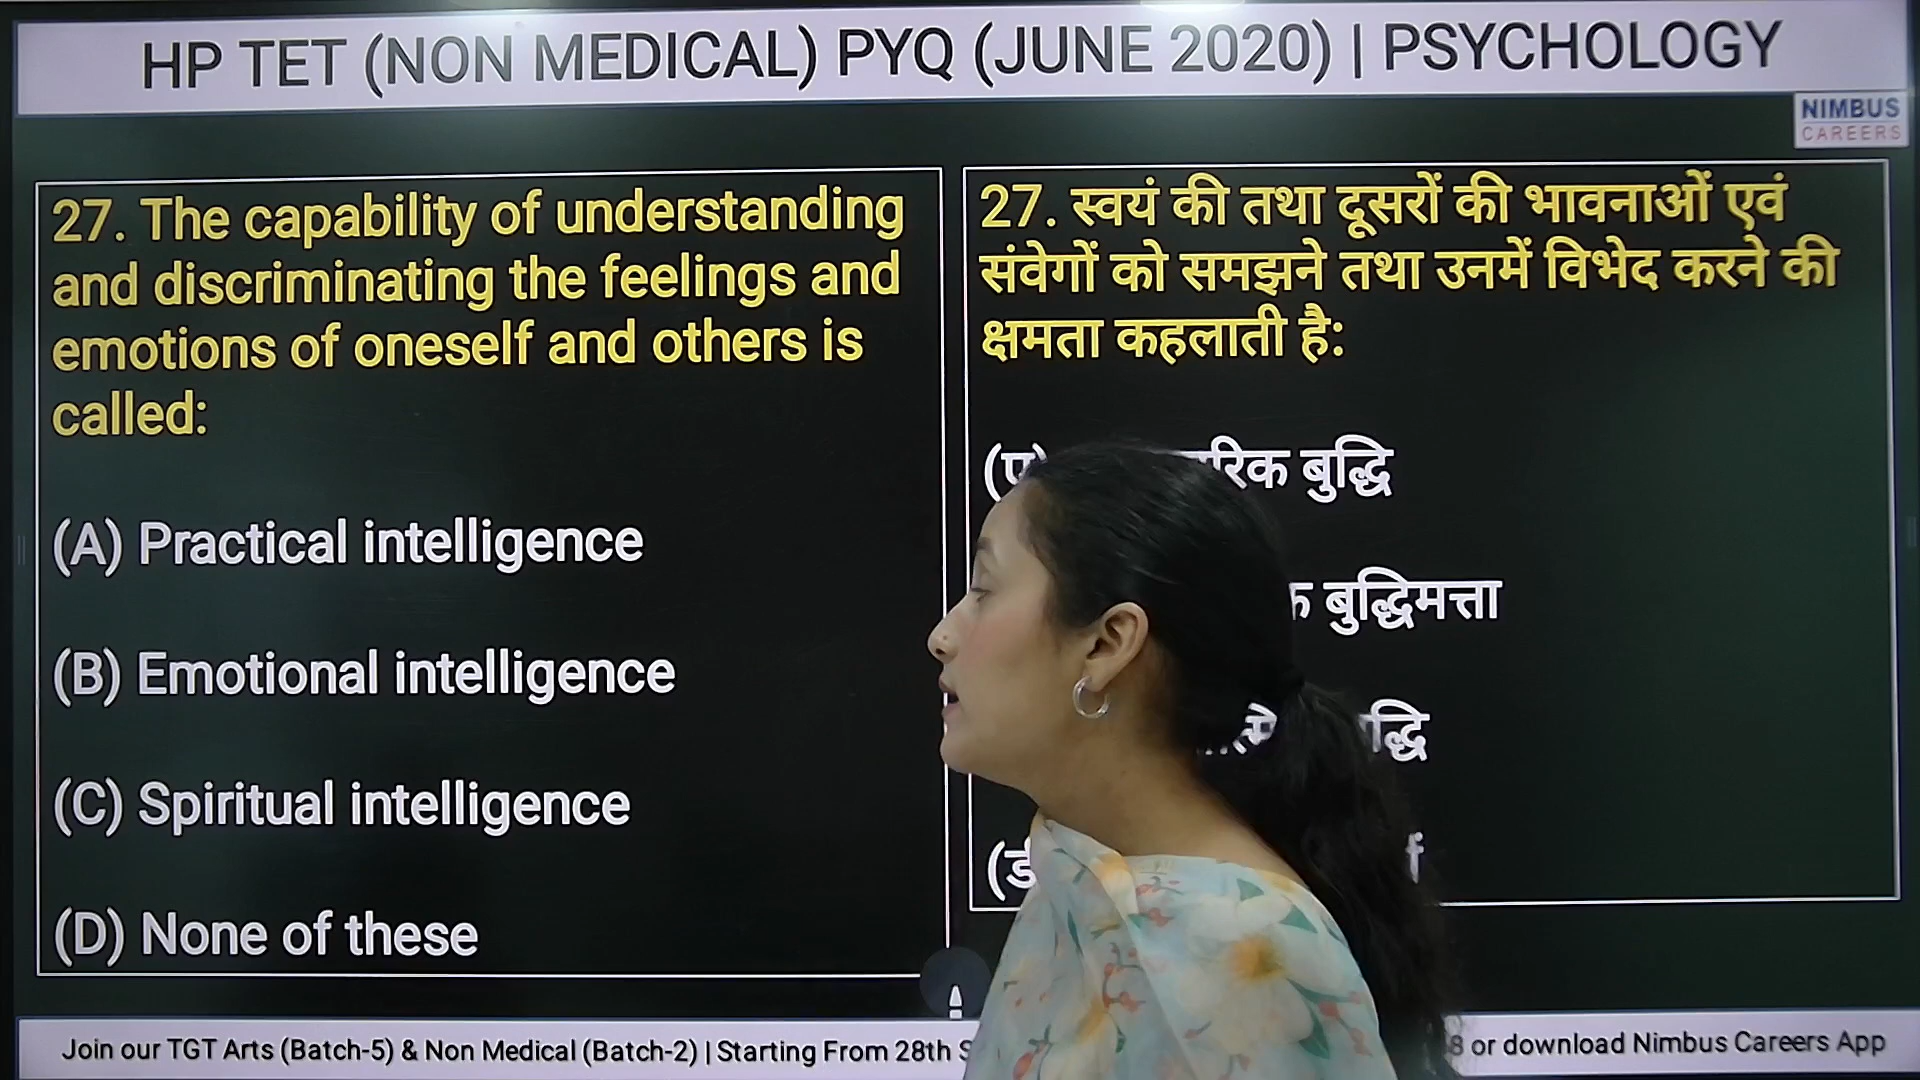 HP TET (NON MEDICAL) PYQ (JUNE 2020) | PSYCHOLOGY
NIMBUS
CAREERS
27. The capability of understanding
and discriminating the feelings and
emotions of oneself and others is
called:
(A) Practical intelligence
(B) Emotional intelligence
(C) Spiritual intelligence
(D) None of these
27. स्वयं की तथा दूसरों की भावनाओं एवं
संवेगों को समझने तथा उनमें विभेद करने की
क्षमता कहलाती है:
बुद्धि
बुद्धिमत्ता
Join our TGT Arts (Batch-5) & Non Medical (Batch-2) | Starting From 28th
or download Nimbus Careers App